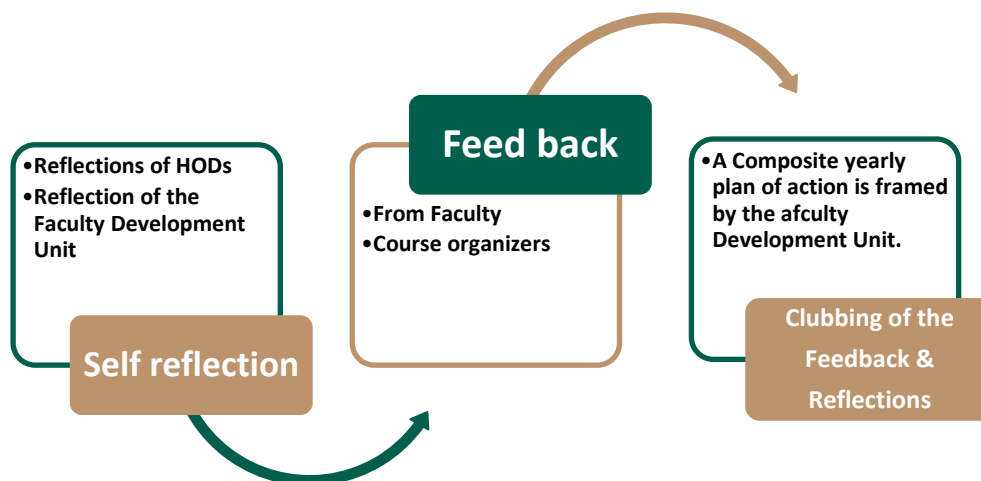 •Reflections of HODs
•Reflection of the
Faculty Development
Unit
Self reflection
Feed back
•From Faculty
•Course organizers
•A Composite yearly
plan of action is framed
by the afculty
Development Unit.
Clubbing of the
Feedback &
Reflections